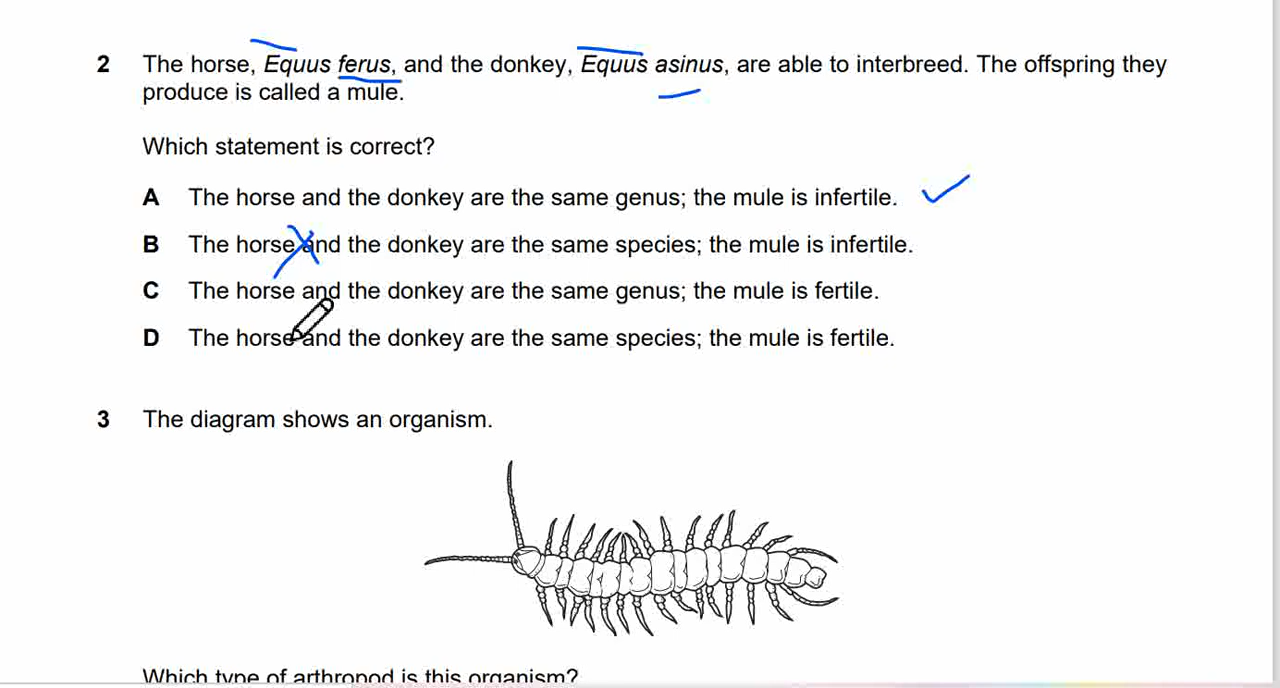 2 The horse, Equus ferus, and the donkey, Equus asinus, are able to interbreed. The offspring they
produce is called a mule.
Which statement is correct?
A The horse and the donkey are the same genus; the mule is infertile.
B The horse and the donkey are the same species; the mule is infertile.
C The horse and the donkey are the same genus; the mule is fertile.
D The horse and the donkey are the same species; the mule is fertile.
3 The diagram shows an organism.
Which type of arthropod is this organism?